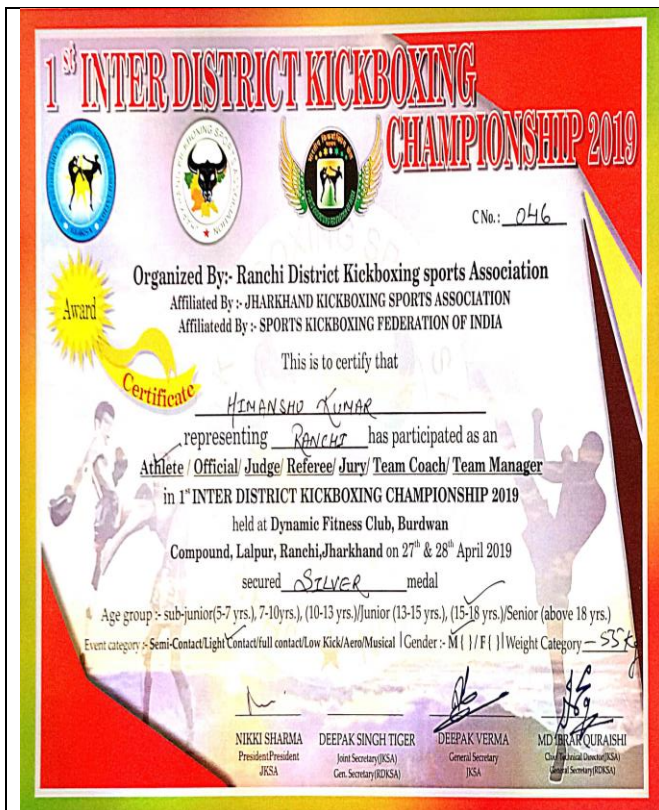 1st INTER DISTRICT KICKBOXING
CHAMPIONSHIP 2019
C No.: 046
Organized By:- Ranchi District Kickboxing sports Association
Affiliated By :- JHARKHAND KICKBOXING SPORTS ASSOCIATION
Affiliatedd By :- SPORTS KICKBOXING FEDERATION OF INDIA
Award
Certificate
This is to certify that
HIMANSHU KUMAR
representing RANCHI has participated as an
Athlete / Official/ Judge/ Referee/ Jury/ Team Coach/ Team Manager
in 1st INTER DISTRICT KICKBOXING CHAMPIONSHIP 2019
held at Dynamic Fitness Club, Burdwan
Compound, Lalpur, Ranchi,Jharkhand on 27th & 28th April 2019
secured SILVER medal
Age group :- sub-junior(5-7 yrs.), 7-10yrs.), (10-13 yrs.)/Junior (13-15 yrs.), (15-18 yrs.)/Senior (above 18 yrs.)
Event category :- Semi-Contact/Light Contact/full contact/Low Kick/Aero/Musical | Gender :- M{ }/F{ } | Weight Category - 55 kg
NIKKI SHARMA DEEPAK SINGH TIGER DEEPAK VERMA MD IBRAR QURAISHI
PresidentPresident Joint Secretary(JKSA) General Secretary Chief Technical Director(JKSA)
JKSA Gen. Secretary(RDKSA) JKSA General Secretary(RDKSA)